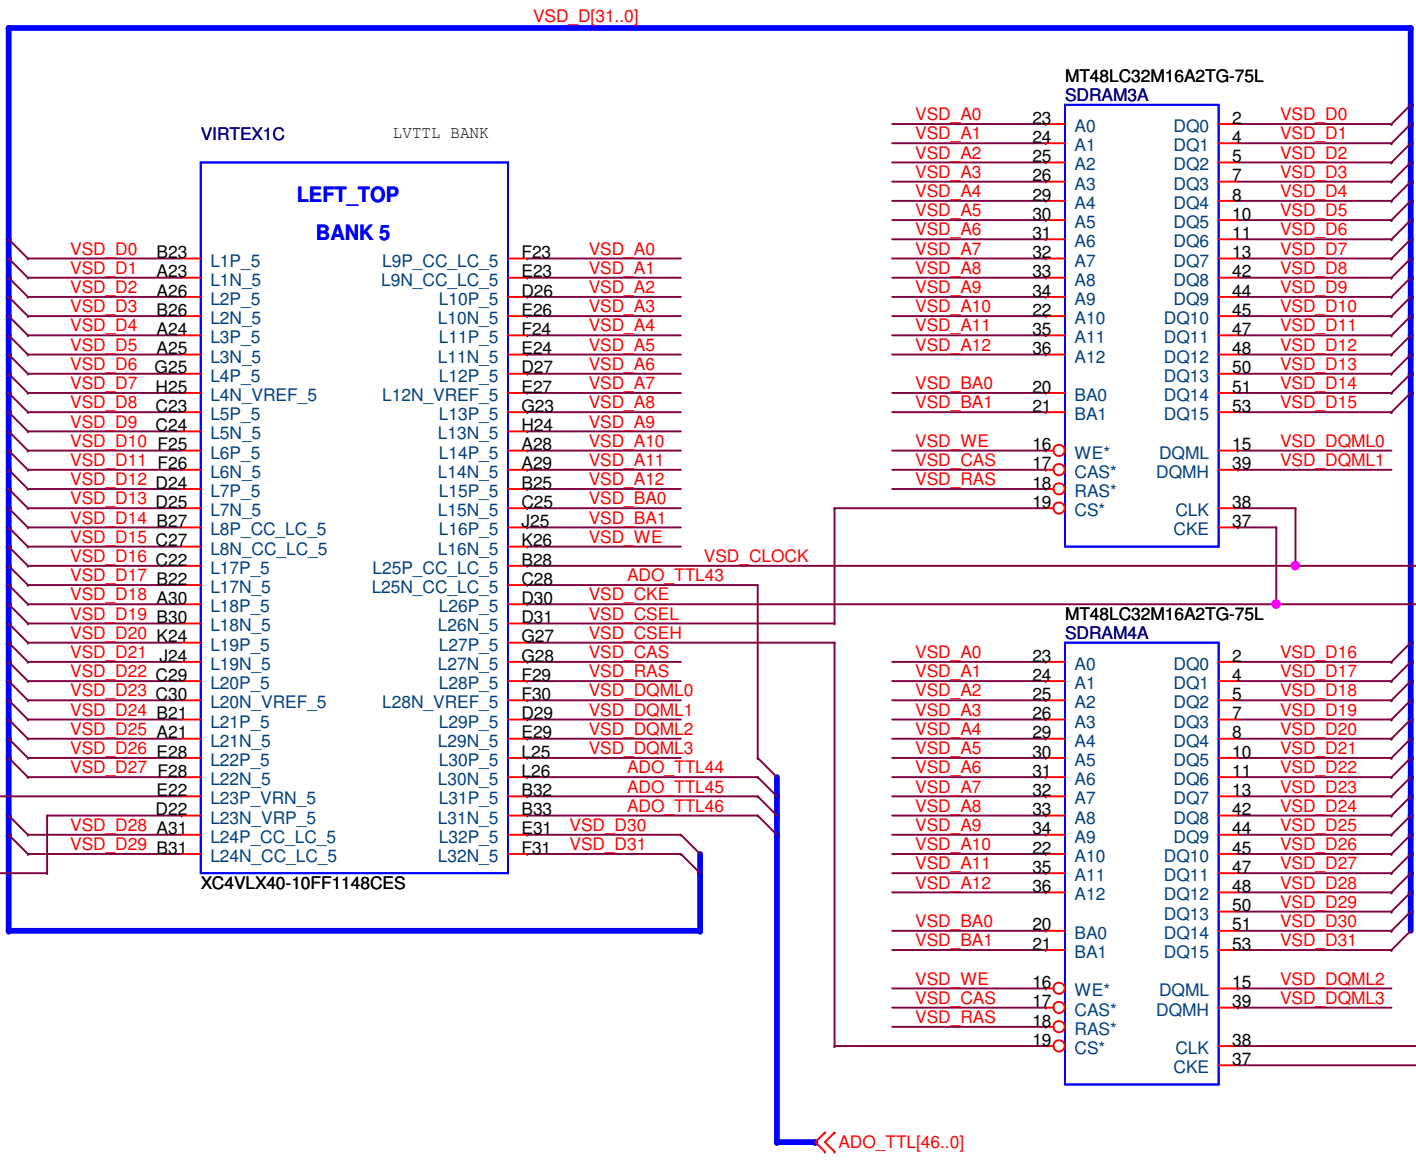 VSD_D[31..0]
VIRTEX1C
LVTTL BANK
LEFT_TOP
BANK 5
VSD_D0 B23 L1P_5 L9P_CC_LC_5 F23 VSD_A0
VSD_D1 A23 L1N_5 L9N_CC_LC_5 E23 VSD_A1
VSD_D2 A26 L2P_5 L10P_5 D26 VSD_A2
VSD_D3 B26 L2N_5 L10N_5 E26 VSD_A3
VSD_D4 A24 L3P_5 L11P_5 F24 VSD_A4
VSD_D5 A25 L3N_5 L11N_5 E24 VSD_A5
VSD_D6 G25 L4P_5 L12P_5 D27 VSD_A6
VSD_D7 H25 L4N_VREF_5 L12N_VREF_5 E27 VSD_A7
VSD_D8 C23 L5P_5 L13P_5 G23 VSD_A8
VSD_D9 C24 L5N_5 L13N_5 H24 VSD_A9
VSD_D10 F25 L6P_5 L14P_5 A28 VSD_A10
VSD_D11 F26 L6N_5 L14N_5 A29 VSD_A11
VSD_D12 D24 L7P_5 L15P_5 B25 VSD_A12
VSD_D13 D25 L7N_5 L15N_5 C25 VSD_BA0
VSD_D14 B27 L8P_CC_LC_5 L16P_5 J25 VSD_BA1
VSD_D15 C27 L8N_CC_LC_5 L16N_5 K26 VSD_WE
VSD_D16 C22 L17P_5 L25P_CC_LC_5 B28 VSD_CLOCK
VSD_D17 B22 L17N_5 L25N_CC_LC_5 C28 ADO_TTL43
VSD_D18 A30 L18P_5 L26P_5 D30 VSD_CKE
VSD_D19 B30 L18N_5 L26N_5 D31 VSD_CSEL
VSD_D20 K24 L19P_5 L27P_5 G27 VSD_CSEH
VSD_D21 J24 L19N_5 L27N_5 G28 VSD_CAS
VSD_D22 C29 L20P_5 L28P_5 F29 VSD_RAS
VSD_D23 C30 L20N_VREF_5 L28N_VREF_5 F30 VSD_DQML0
VSD_D24 B21 L21P_5 L29P_5 D29 VSD_DQML1
VSD_D25 A21 L21N_5 L29N_5 E29 VSD_DQML2
VSD_D26 E28 L22P_5 L30P_5 L25 VSD_DQML3
VSD_D27 F28 L22N_5 L30N_5 L26 ADO_TTL44
E22 L23P_VRN_5 L31P_5 B32 ADO_TTL45
D22 L23N_VRP_5 L31N_5 B33 ADO_TTL46
VSD_D28 A31 L24P_CC_LC_5 L32P_5 E31 VSD_D30
VSD_D29 B31 L24N_CC_LC_5 L32N_5 F31 VSD_D31
XC4VLX40-10FF1148CES
MT48LC32M16A2TG-75L
SDRAM3A
VSD_A0 23 A0 DQ0 2 VSD_D0
VSD_A1 24 A1 DQ1 4 VSD_D1
VSD_A2 25 A2 DQ2 5 VSD_D2
VSD_A3 26 A3 DQ3 7 VSD_D3
VSD_A4 29 A4 DQ4 8 VSD_D4
VSD_A5 30 A5 DQ5 10 VSD_D5
VSD_A6 31 A6 DQ6 11 VSD_D6
VSD_A7 32 A7 DQ7 13 VSD_D7
VSD_A8 33 A8 DQ8 42 VSD_D8
VSD_A9 34 A9 DQ9 44 VSD_D9
VSD_A10 22 A10 DQ10 45 VSD_D10
VSD_A11 35 A11 DQ11 47 VSD_D11
VSD_A12 36 A12 DQ12 48 VSD_D12
DQ13 50 VSD_D13
VSD_BA0 20 BA0 DQ14 51 VSD_D14
VSD_BA1 21 BA1 DQ15 53 VSD_D15
VSD_WE 16 WE* DQML 15 VSD_DQML0
VSD_CAS 17 CAS* DQMH 39 VSD_DQML1
VSD_RAS 18 RAS*
19 CS* CLK 38
CKE 37
MT48LC32M16A2TG-75L
SDRAM4A
VSD_A0 23 A0 DQ0 2 VSD_D16
VSD_A1 24 A1 DQ1 4 VSD_D17
VSD_A2 25 A2 DQ2 5 VSD_D18
VSD_A3 26 A3 DQ3 7 VSD_D19
VSD_A4 29 A4 DQ4 8 VSD_D20
VSD_A5 30 A5 DQ5 10 VSD_D21
VSD_A6 31 A6 DQ6 11 VSD_D22
VSD_A7 32 A7 DQ7 13 VSD_D23
VSD_A8 33 A8 DQ8 42 VSD_D24
VSD_A9 34 A9 DQ9 44 VSD_D25
VSD_A10 22 A10 DQ10 45 VSD_D26
VSD_A11 35 A11 DQ11 47 VSD_D27
VSD_A12 36 A12 DQ12 48 VSD_D28
DQ13 50 VSD_D29
VSD_BA0 20 BA0 DQ14 51 VSD_D30
VSD_BA1 21 BA1 DQ15 53 VSD_D31
VSD_WE 16 WE* DQML 15 VSD_DQML2
VSD_CAS 17 CAS* DQMH 39 VSD_DQML3
VSD_RAS 18 RAS*
19 CS* CLK 38
CKE 37
ADO_TTL[46..0]